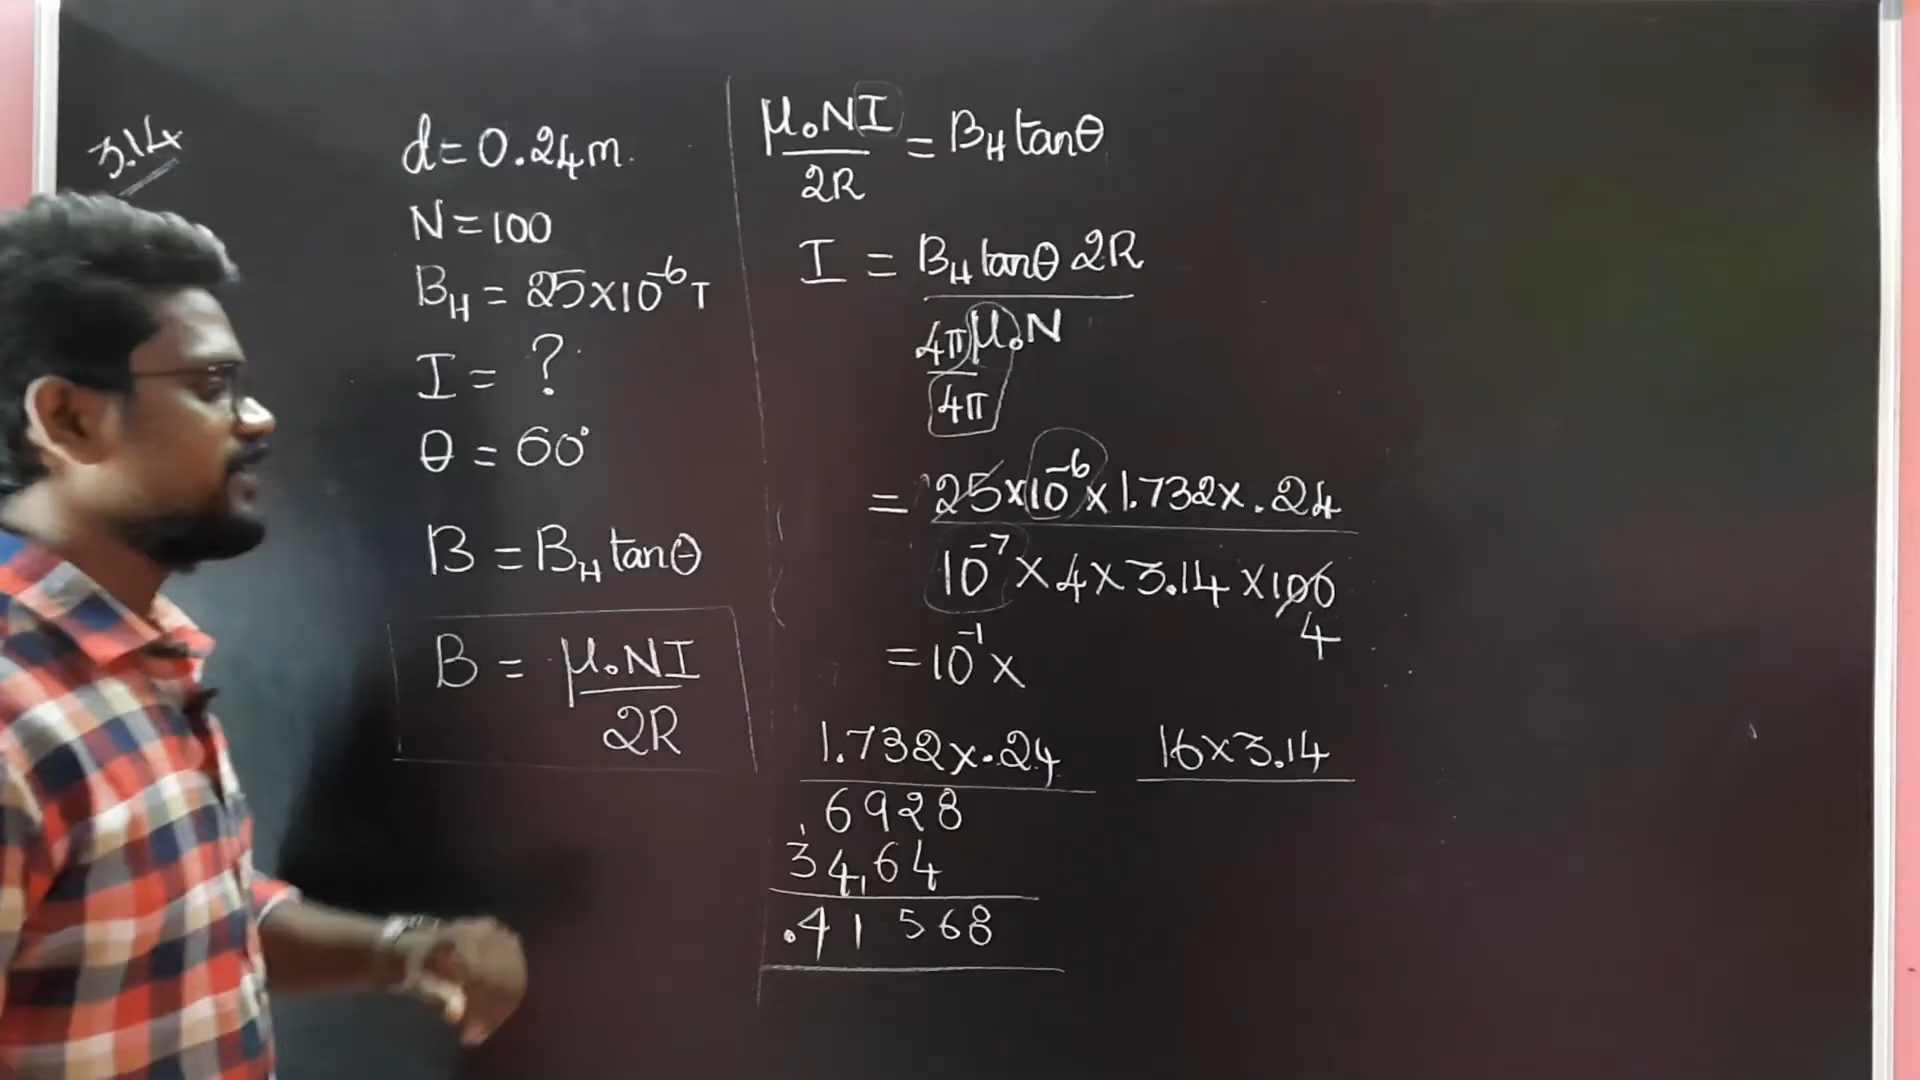 3.14
d = 0.24m.
N = 100
B_H = 25×10⁻⁶ T
I = ?
θ = 60°
B = B_H tanθ
B = μ₀NI
2R
μ₀NI = B_H tanθ
2R
I = B_H tanθ 2R
4π μ₀N
4π
= 25×10⁻⁶×1.732×.24
10⁻⁷×4×3.14×100
4
= 10⁻¹×
1.732×.24
6928
3464
.41568
16×3.14